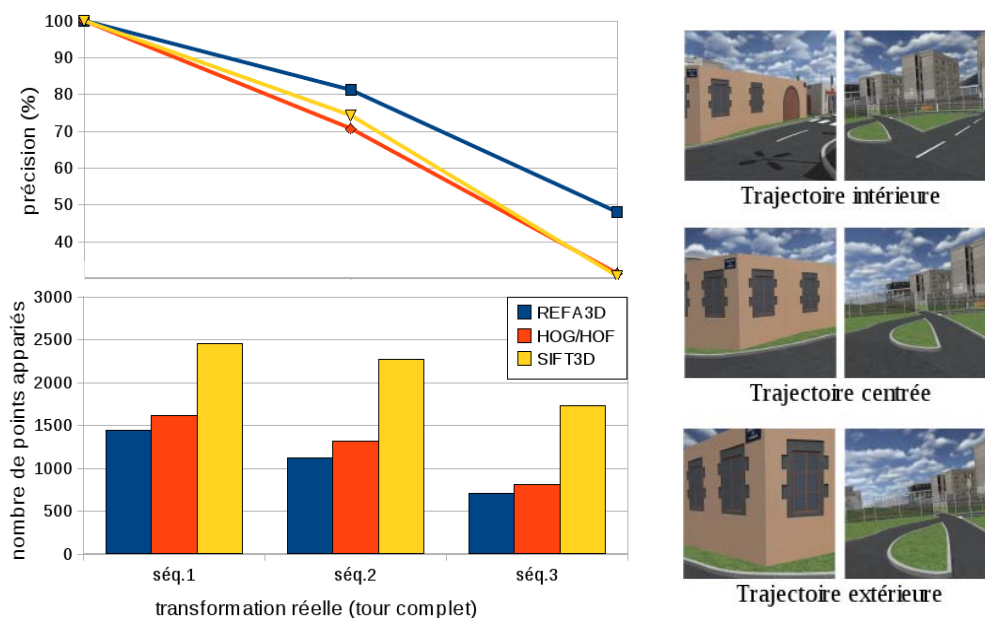 100
90
80
70
60
50
40
précision (%)
3000
2500
2000
1500
1000
500
0
nombre de points appariés
REFA3D
HOG/HOF
SIFT3D
séq.1
séq.2
séq.3
transformation réelle (tour complet)
Trajectoire intérieure
Trajectoire centrée
Trajectoire extérieure